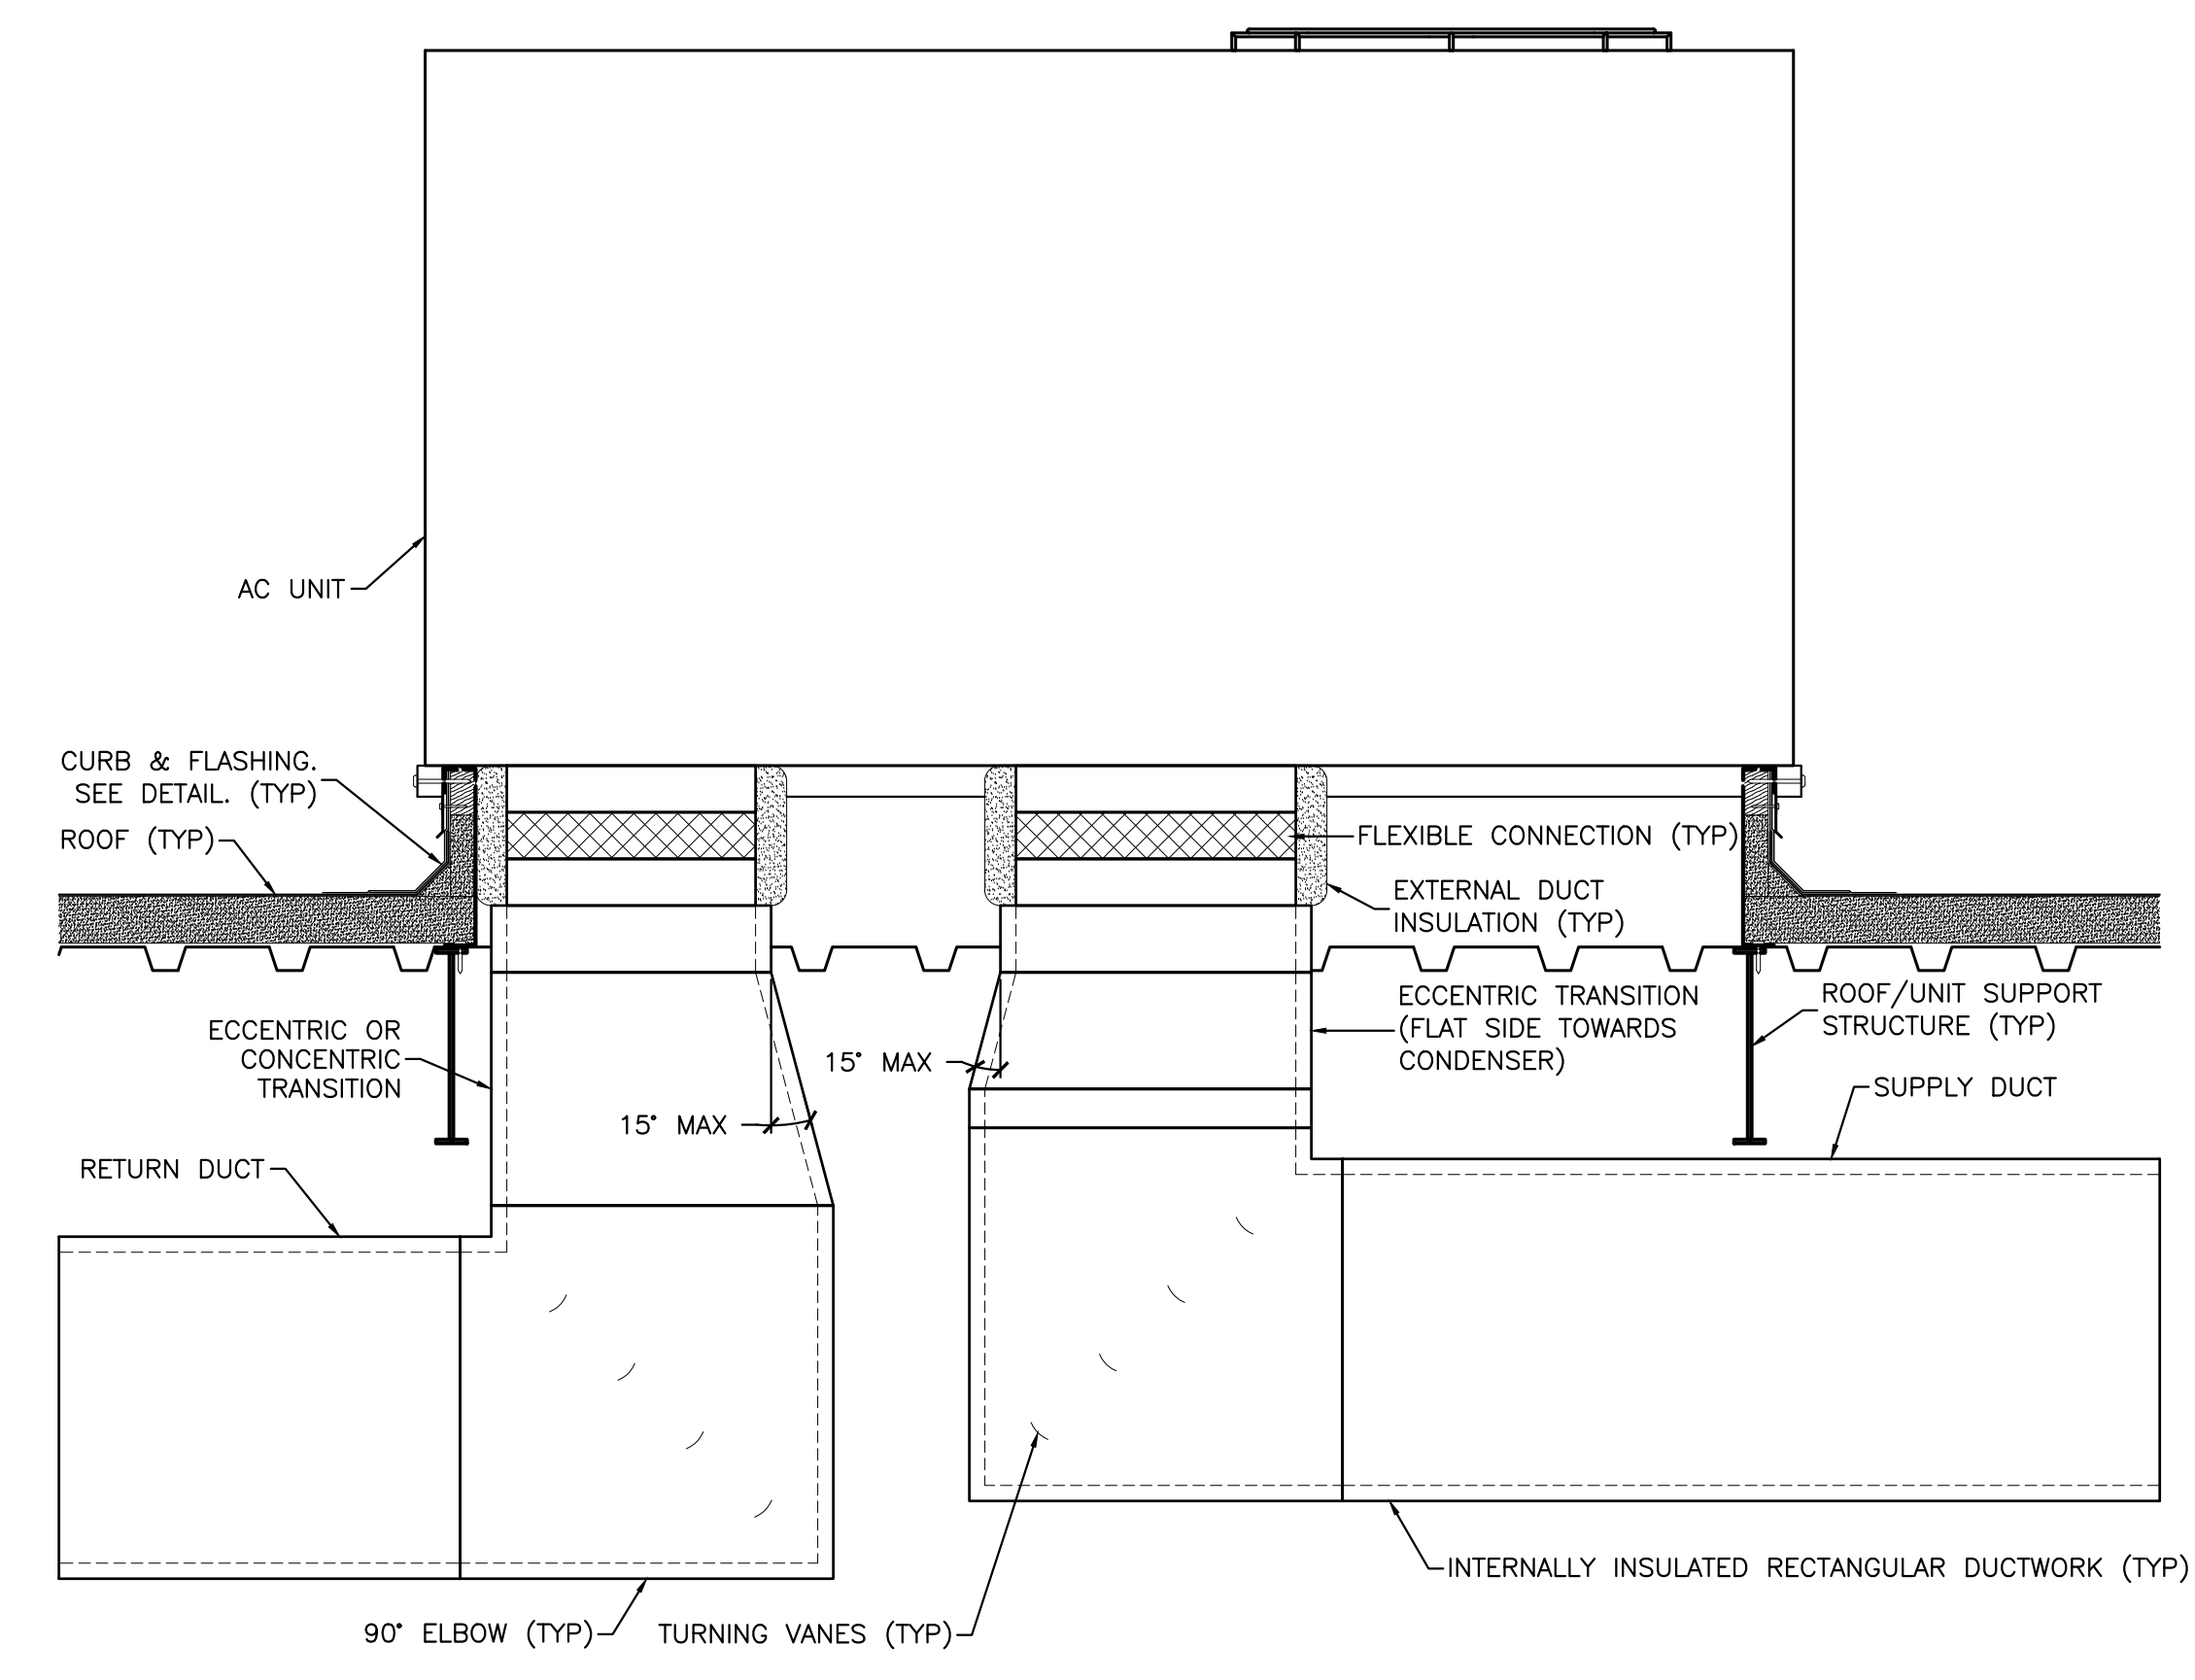 AC UNIT
CURB & FLASHING.
SEE DETAIL. (TYP)
ROOF (TYP)
FLEXIBLE CONNECTION (TYP)
EXTERNAL DUCT
INSULATION (TYP)
ECCENTRIC OR
CONCENTRIC
TRANSITION
15° MAX
15° MAX
ECCENTRIC TRANSITION
(FLAT SIDE TOWARDS
CONDENSER)
ROOF/UNIT SUPPORT
STRUCTURE (TYP)
SUPPLY DUCT
RETURN DUCT
INTERNALLY INSULATED RECTANGULAR DUCTWORK (TYP)
90° ELBOW (TYP)
TURNING VANES (TYP)